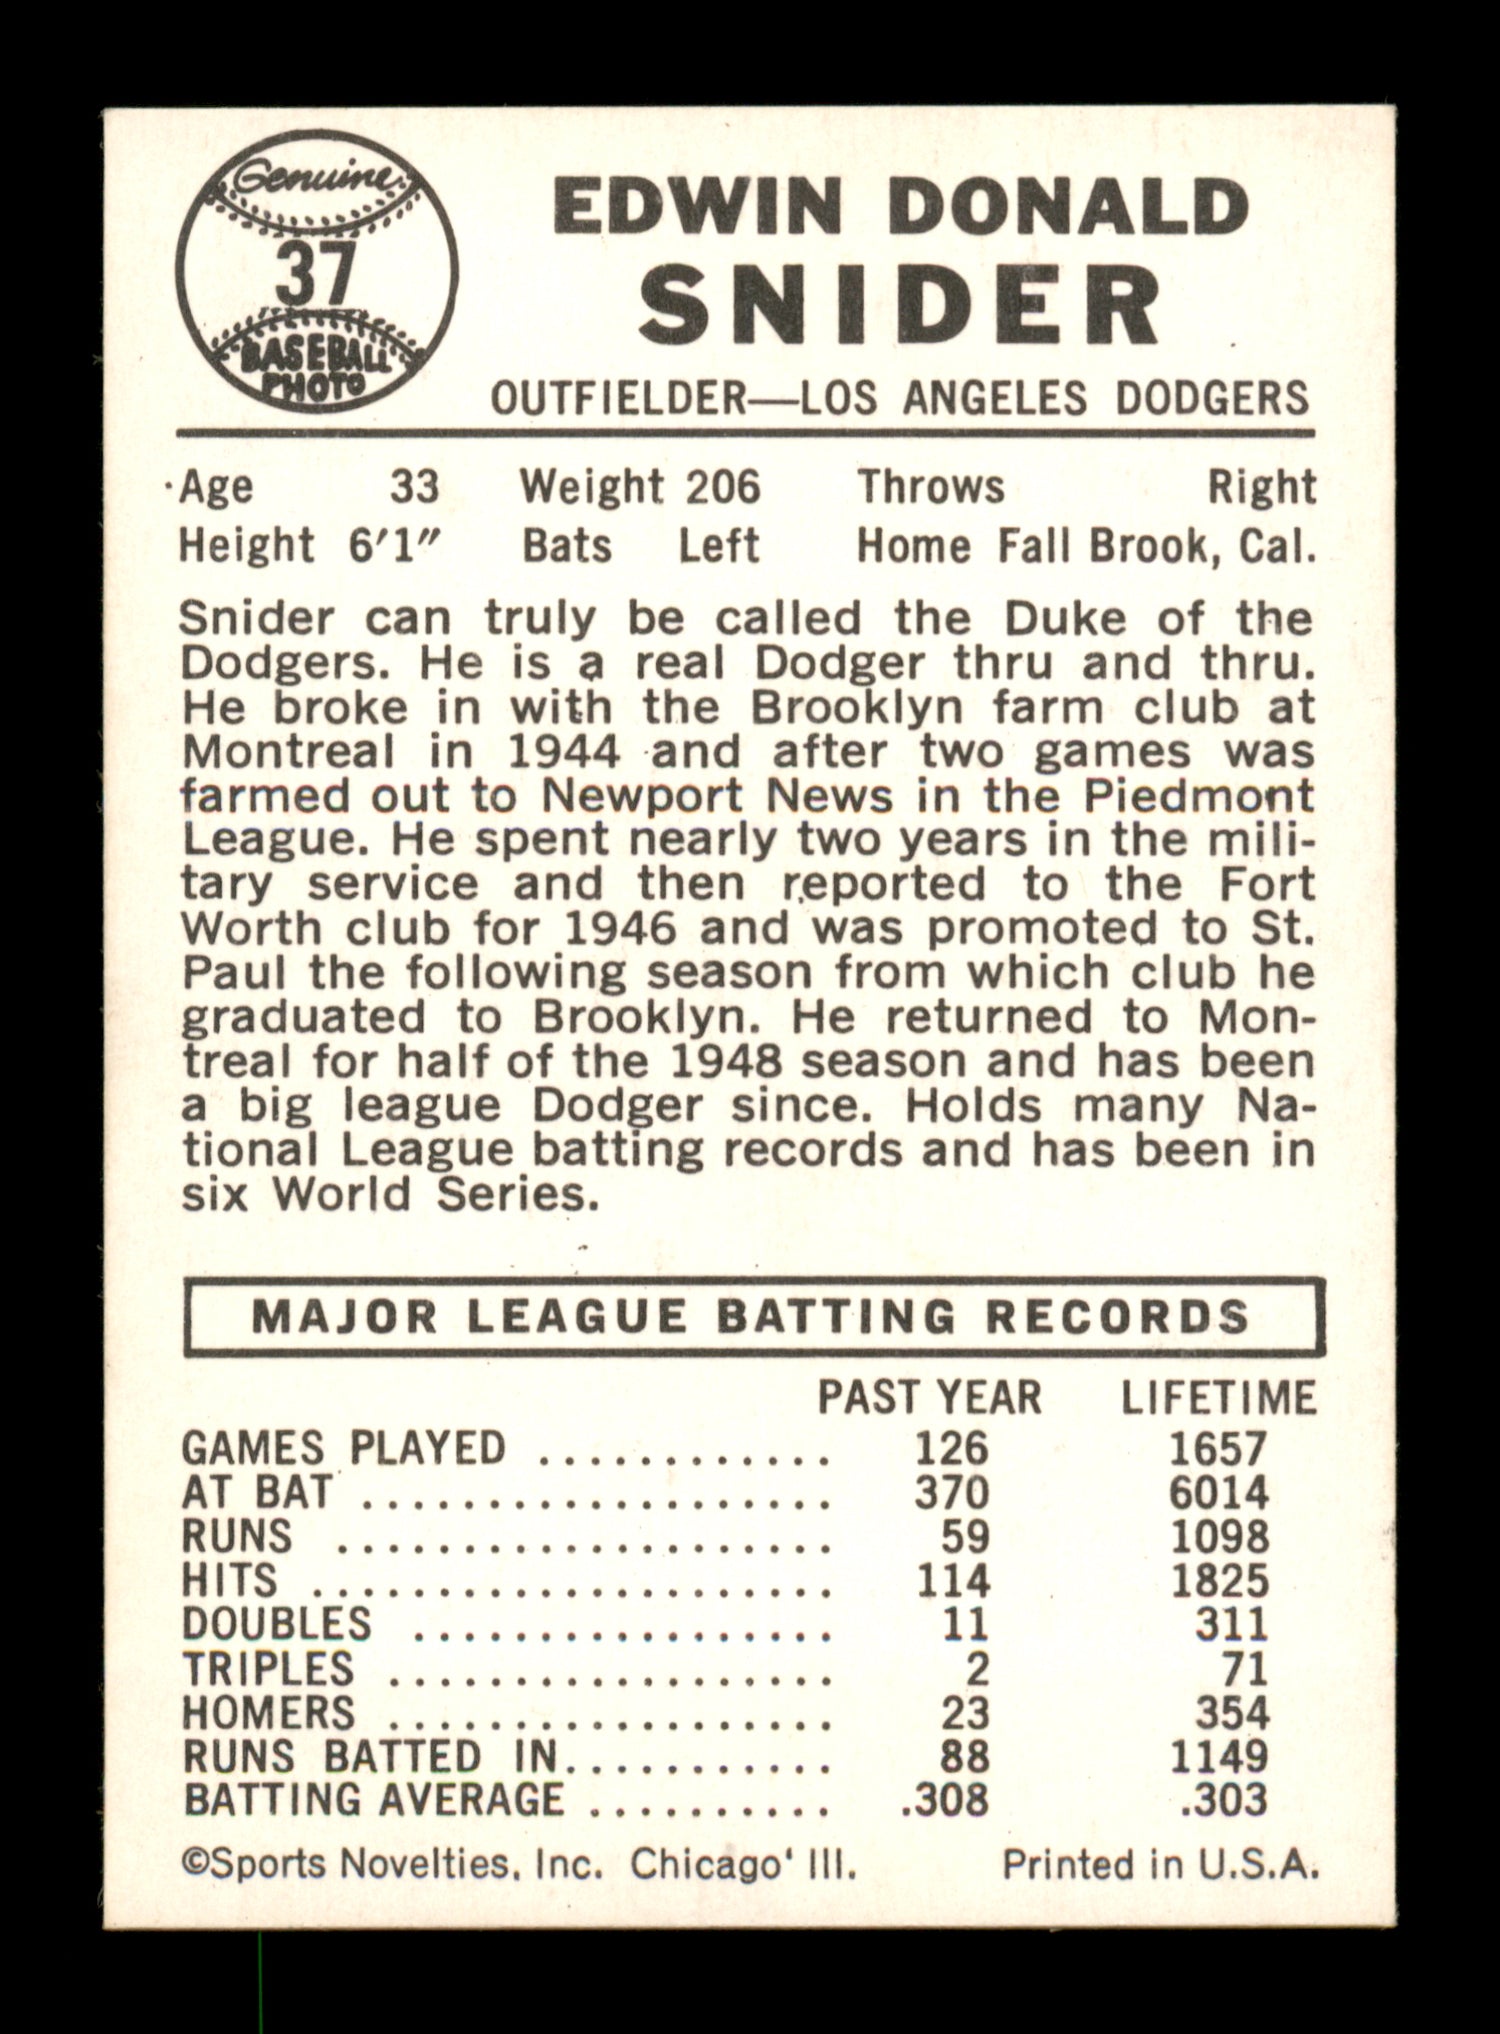 Genuine
37
BASEBALL
PHOTO
EDWIN DONALD
SNIDER
OUTFIELDER—LOS ANGELES DODGERS
Age 33 Weight 206 Throws Right
Height 6'1" Bats Left Home Fall Brook, Cal.
Snider can truly be called the Duke of the
Dodgers. He is a real Dodger thru and thru.
He broke in with the Brooklyn farm club at
Montreal in 1944 and after two games was
farmed out to Newport News in the Piedmont
League. He spent nearly two years in the mili-
tary service and then reported to the Fort
Worth club for 1946 and was promoted to St.
Paul the following season from which club he
graduated to Brooklyn. He returned to Mon-
treal for half of the 1948 season and has been
a big league Dodger since. Holds many Na-
tional League batting records and has been in
six World Series.
MAJOR LEAGUE BATTING RECORDS
PAST YEAR LIFETIME
GAMES PLAYED ............ 126 1657
AT BAT ................... 370 6014
RUNS .................... 59 1098
HITS ..................... 114 1825
DOUBLES ................. 11 311
TRIPLES .................. 2 71
HOMERS .................. 23 354
RUNS BATTED IN........... 88 1149
BATTING AVERAGE .......... .308 .303
©Sports Novelties, Inc. Chicago' Ill. Printed in U.S.A.